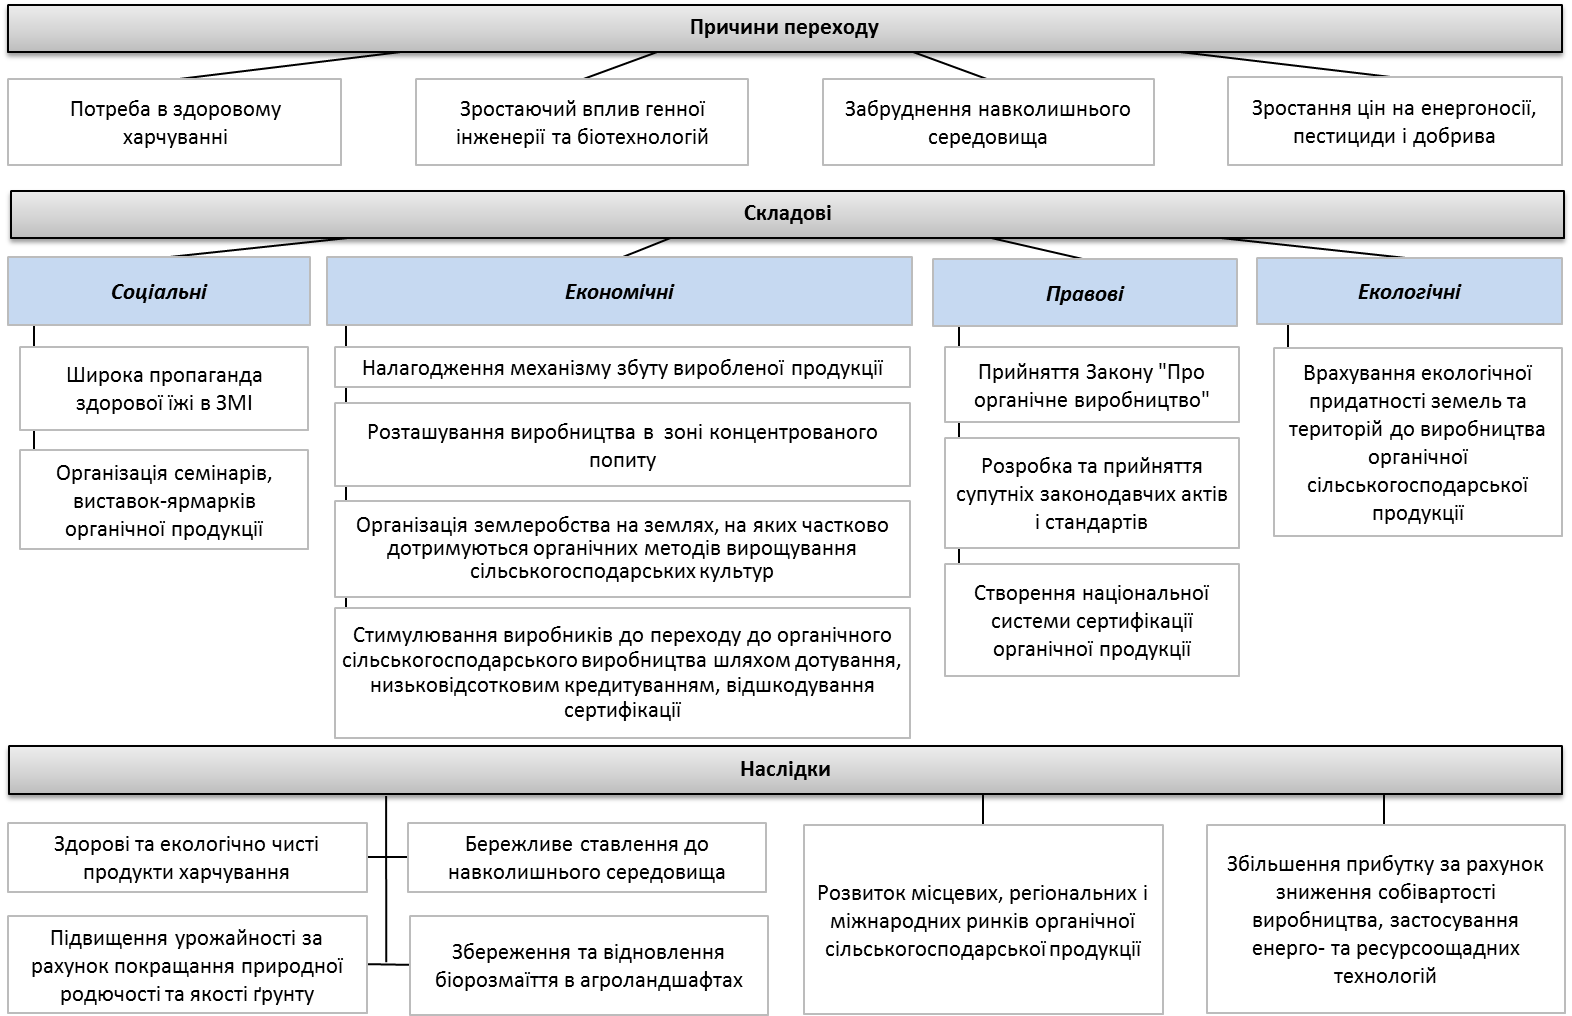 Причини переходу
Потреба в здоровому
харчуванні
Зростаючий вплив генної
інженерії та біотехнологій
Забруднення навколишнього
середовища
Зростання цін на енергоносії,
пестициди і добрива
Складові
Соціальні
Економічні
Правові
Екологічні
Широка пропаганда
здорової їжі в ЗМІ
Організація семінарів,
виставок-ярмарків
органічної продукції
Налагодження механізму збуту виробленої продукції
Розташування виробництва в зоні концентрованого
попиту
Організація землеробства на землях, на яких частково
дотримуються органічних методів вирощування
сільськогосподарських культур
Стимулювання виробників до переходу до органічного
сільськогосподарського виробництва шляхом дотування,
низьковідсотковим кредитуванням, відшкодування
сертифікації
Прийняття Закону "Про
органічне виробництво"
Розробка та прийняття
супутніх законодавчих актів
і стандартів
Створення національної
системи сертифікації
органічної продукції
Врахування екологічної
придатності земель та
територій до виробництва
органічної
сільськогосподарської
продукції
Наслідки
Здорові та екологічно чисті
продукти харчування
Бережливе ставлення до
навколишнього середовища
Підвищення урожайності за
рахунок покращання природної
родючості та якості ґрунту
Збереження та відновлення
біорозмаїття в агроландшафтах
Розвиток місцевих, регіональних і
міжнародних ринків органічної
сільськогосподарської продукції
Збільшення прибутку за рахунок
зниження собівартості
виробництва, застосування
енерго- та ресурсоощадних
технологій